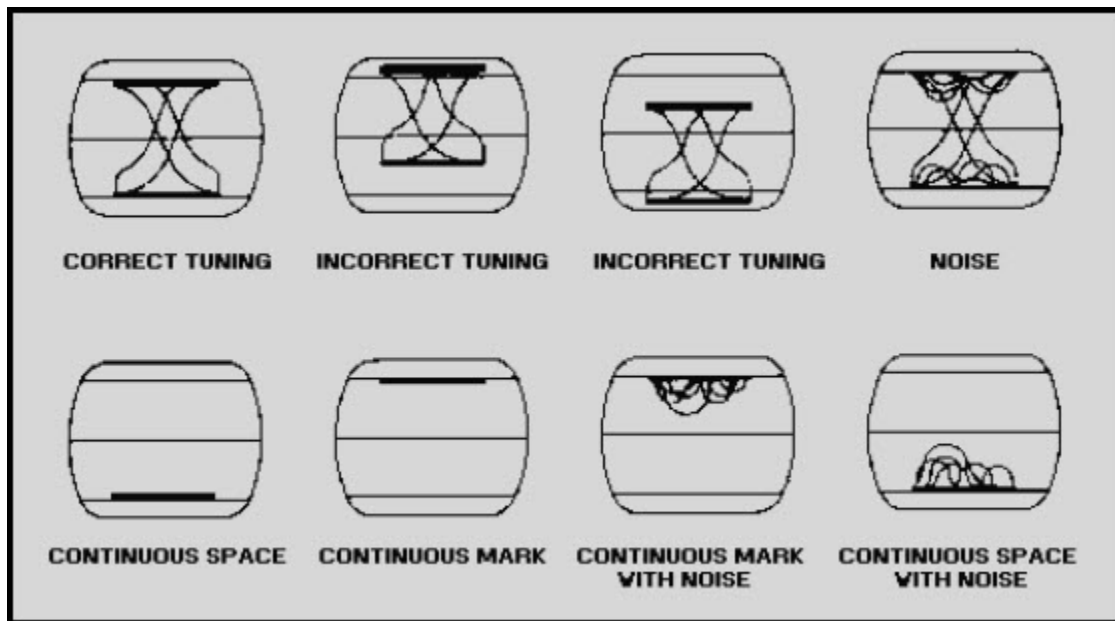 CORRECT TUNING
INCORRECT TUNING
INCORRECT TUNING
NOISE
CONTINUOUS SPACE
CONTINUOUS MARK
CONTINUOUS MARK
WITH NOISE
CONTINUOUS SPACE
WITH NOISE